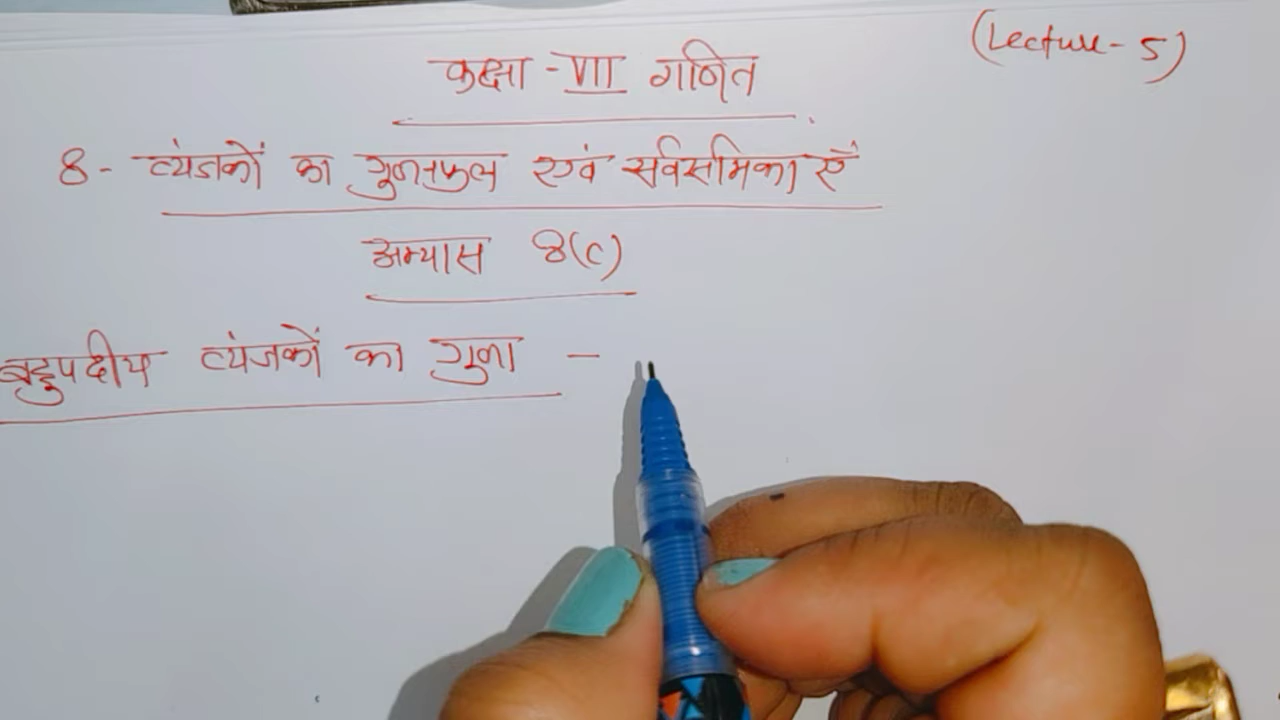 (Lecture- 5)
कक्षा - VII गणित
8- व्यंजकों का गुणनफल एवं सर्वसमिकाएँ
अभ्यास 8(c)
बहुपदीय व्यंजकों का गुणा -